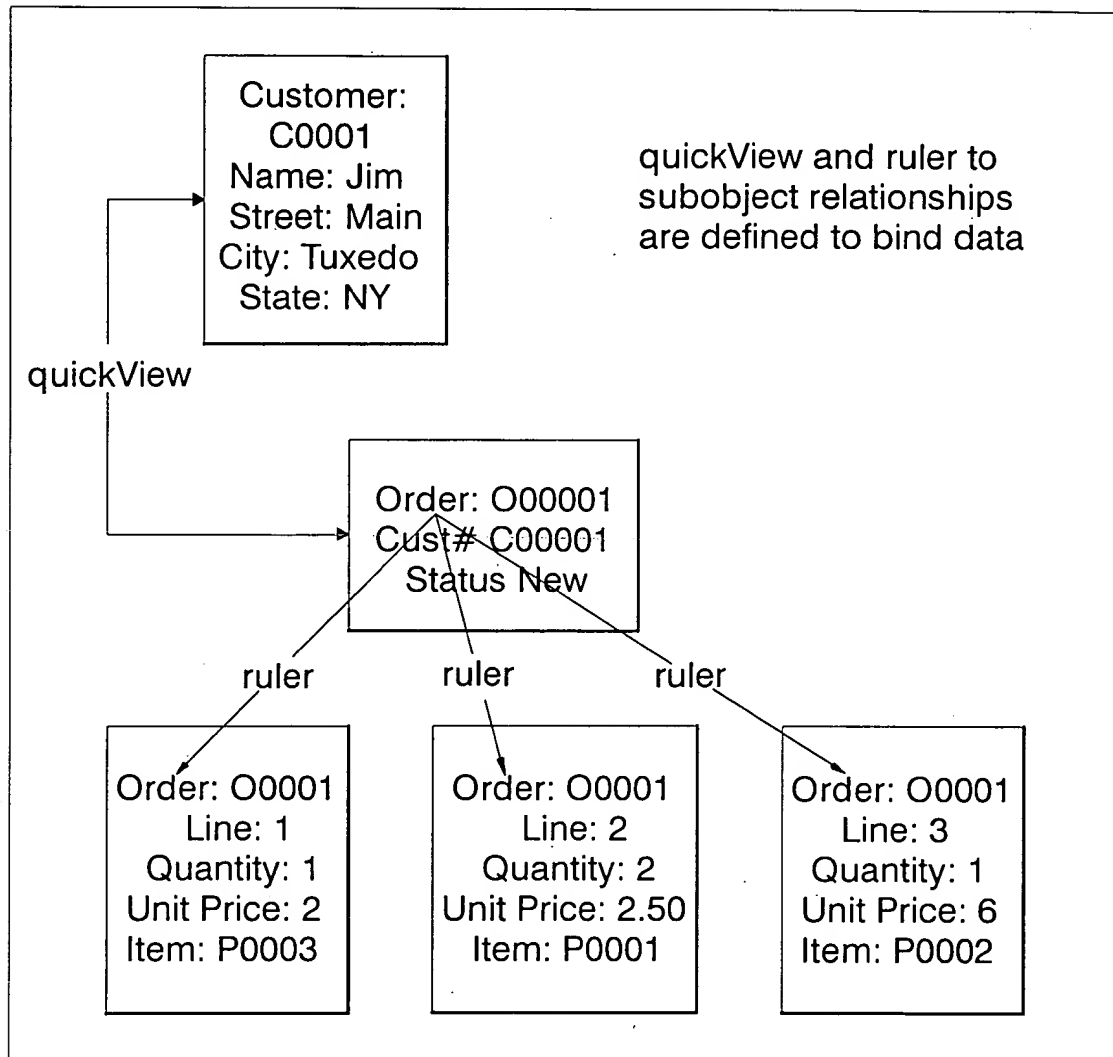 Customer:
C0001
Name: Jim
Street: Main
City: Tuxedo
State: NY
quickView and ruler to
subobject relationships
are defined to bind data
quickView
Order: O00001
Cust# C00001
Status New
ruler
ruler
ruler
Order: O0001
Line: 1
Quantity: 1
Unit Price: 2
Item: P0003
Order: O0001
Line: 2
Quantity: 2
Unit Price: 2.50
Item: P0001
Order: O0001
Line: 3
Quantity: 1
Unit Price: 6
Item: P0002